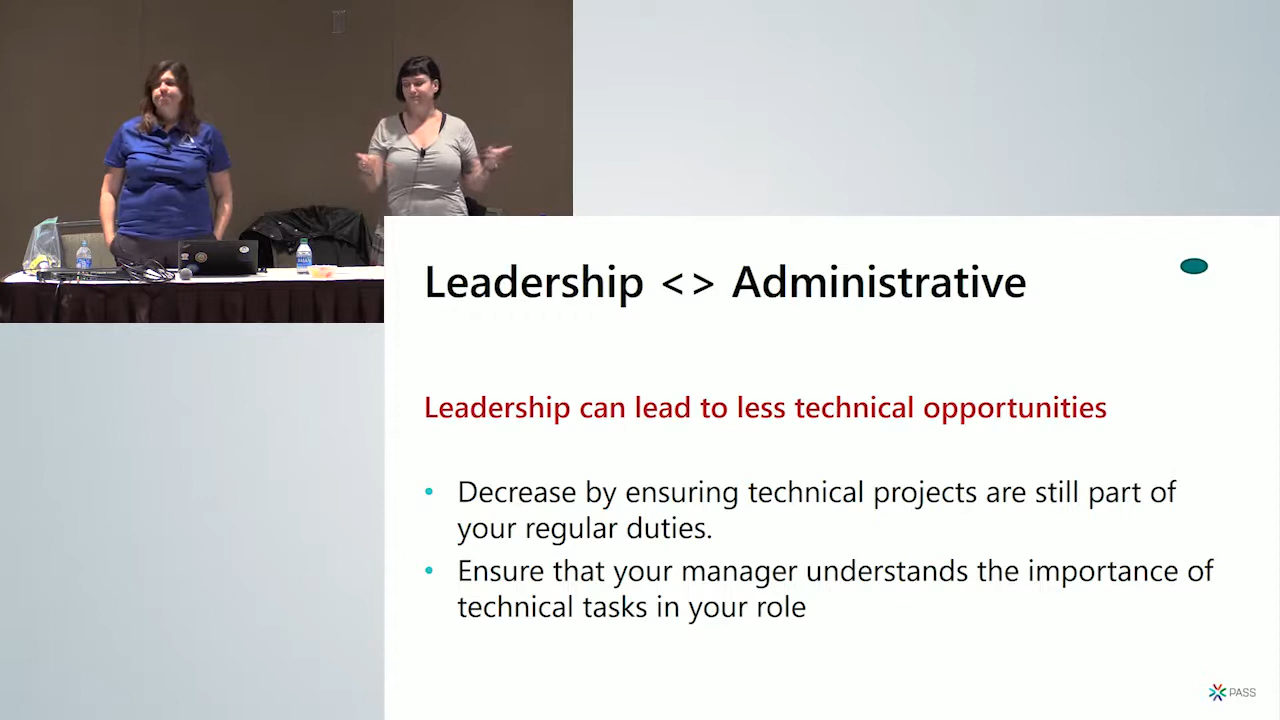 Leadership <> Administrative
Leadership can lead to less technical opportunities
• Decrease by ensuring technical projects are still part of
your regular duties.
• Ensure that your manager understands the importance of
technical tasks in your role
PASS